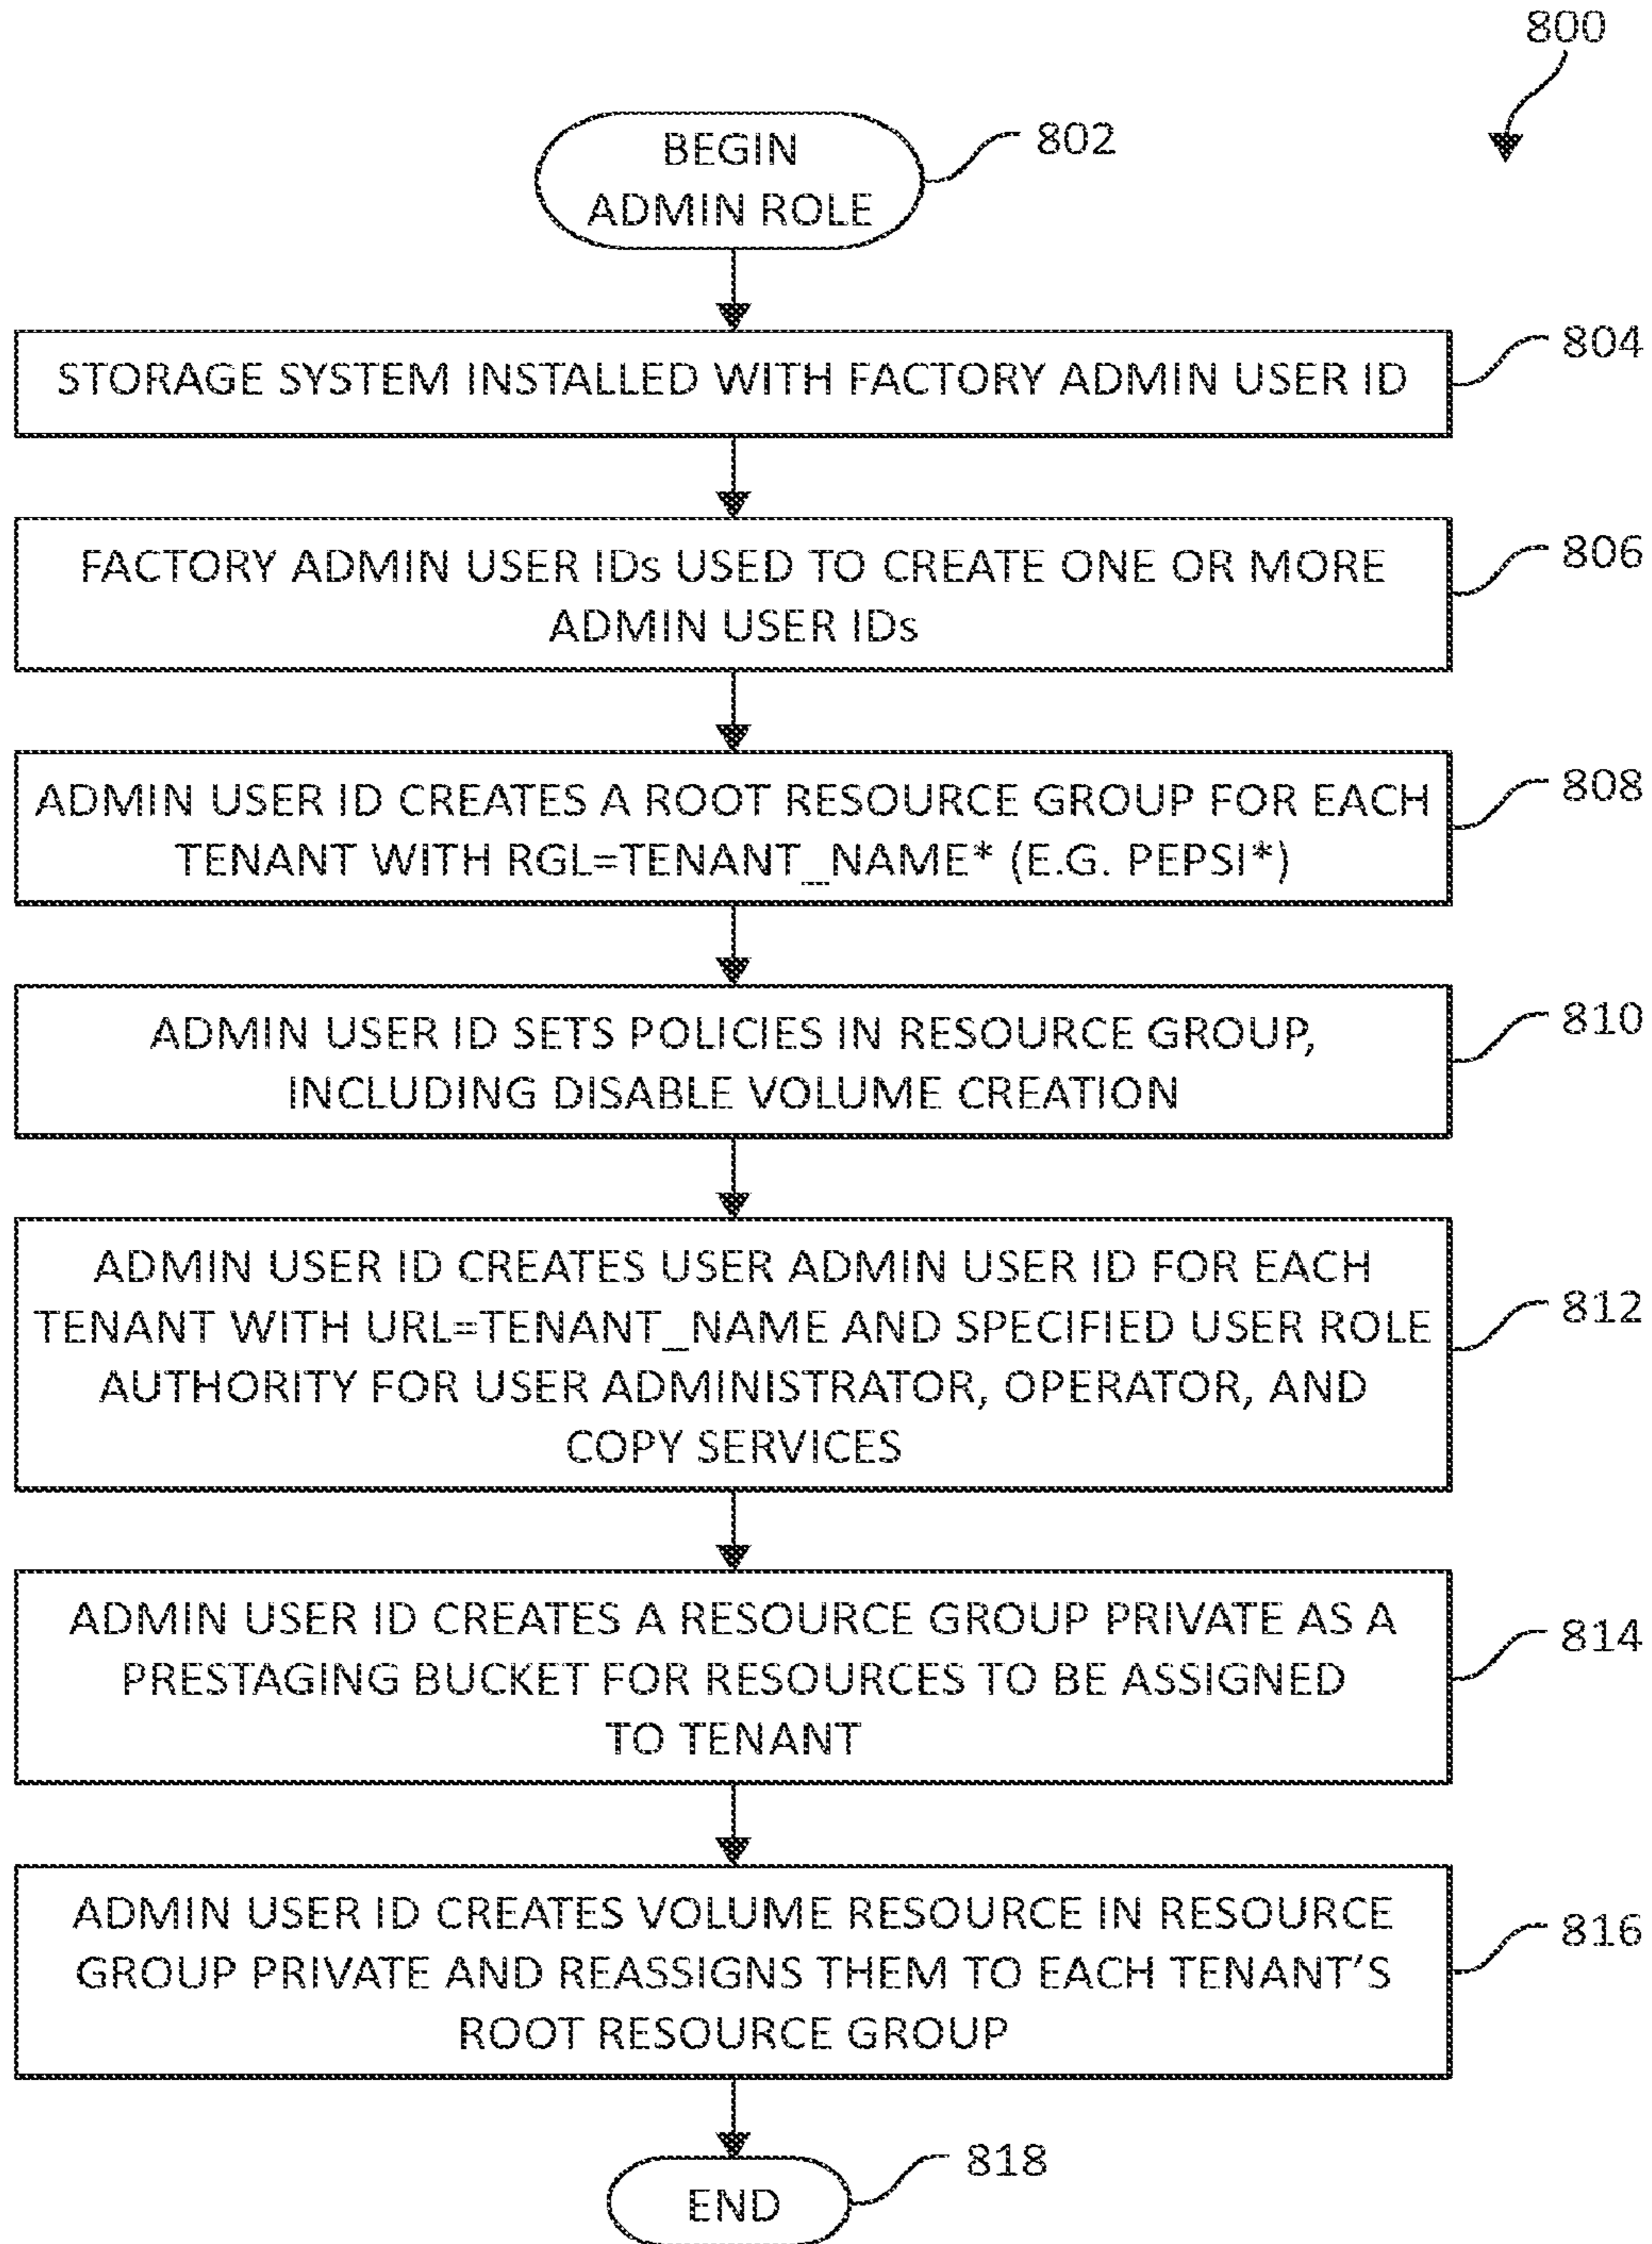 800
BEGIN
ADMIN ROLE
802
STORAGE SYSTEM INSTALLED WITH FACTORY ADMIN USER ID
804
FACTORY ADMIN USER IDs USED TO CREATE ONE OR MORE
ADMIN USER IDs
806
ADMIN USER ID CREATES A ROOT RESOURCE GROUP FOR EACH
TENANT WITH RGL=TENANT_NAME* (E.G. PEPSI*)
808
ADMIN USER ID SETS POLICIES IN RESOURCE GROUP,
INCLUDING DISABLE VOLUME CREATION
810
ADMIN USER ID CREATES USER ADMIN USER ID FOR EACH
TENANT WITH URL=TENANT_NAME AND SPECIFIED USER ROLE
AUTHORITY FOR USER ADMINISTRATOR, OPERATOR, AND
COPY SERVICES
812
ADMIN USER ID CREATES A RESOURCE GROUP PRIVATE AS A
PRESTAGING BUCKET FOR RESOURCES TO BE ASSIGNED
TO TENANT
814
ADMIN USER ID CREATES VOLUME RESOURCE IN RESOURCE
GROUP PRIVATE AND REASSIGNS THEM TO EACH TENANT'S
ROOT RESOURCE GROUP
816
END
818